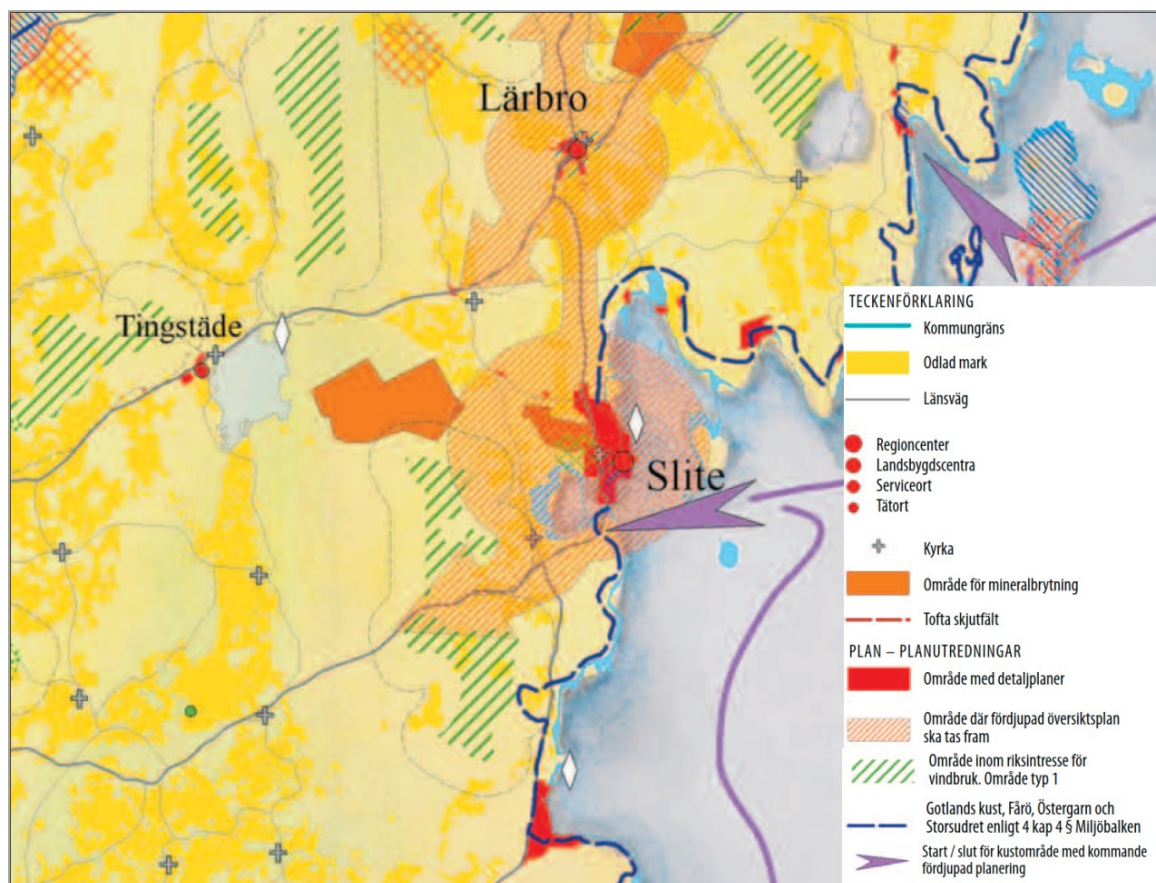 Lärbro
Tingstäde
Slite
TECKENFÖRKLARING
Kommungräns
Odlad mark
Länsväg
Regioncenter
Landsbygdscentra
Serviceort
Tätort
Kyrka
Område för mineralbrytning
Tofta skjutfält
PLAN – PLANUTREDNINGAR
Område med detaljplaner
Område där fördjupad översiktsplan
ska tas fram
Område inom riksintresse för
vindbruk. Område typ 1
Gotlands kust, Fårö, Östergarn och
Storsudret enligt 4 kap 4 § Miljöbalken
Start / slut för kustområde med kommande
fördjupad planering